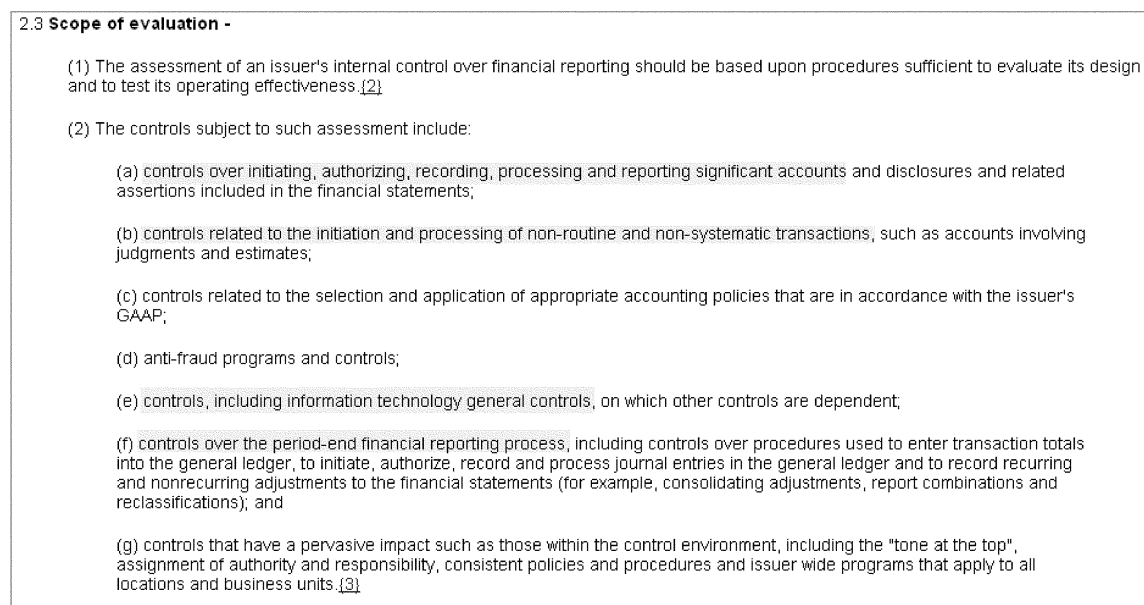 2.3 Scope of evaluation -
(1) The assessment of an issuer's internal control over financial reporting should be based upon procedures sufficient to evaluate its design
and to test its operating effectiveness.{2}
(2) The controls subject to such assessment include:
(a) controls over initiating, authorizing, recording, processing and reporting significant accounts and disclosures and related
assertions included in the financial statements;
(b) controls related to the initiation and processing of non-routine and non-systematic transactions, such as accounts involving
judgments and estimates;
(c) controls related to the selection and application of appropriate accounting policies that are in accordance with the issuer's
GAAP;
(d) anti-fraud programs and controls;
(e) controls, including information technology general controls, on which other controls are dependent;
(f) controls over the period-end financial reporting process, including controls over procedures used to enter transaction totals
into the general ledger, to initiate, authorize, record and process journal entries in the general ledger and to record recurring
and nonrecurring adjustments to the financial statements (for example, consolidating adjustments, report combinations and
reclassifications); and
(g) controls that have a pervasive impact such as those within the control environment, including the "tone at the top",
assignment of authority and responsibility, consistent policies and procedures and issuer wide programs that apply to all
locations and business units.{3}